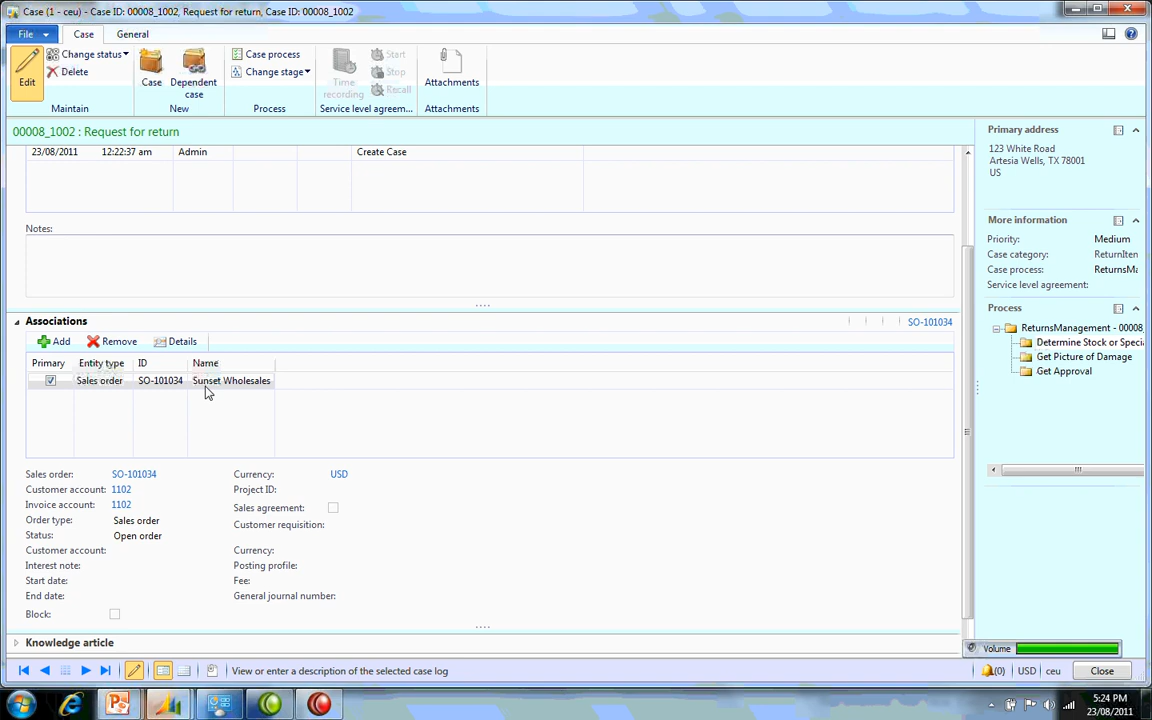 Case (1 - ceu) - Case ID: 00008_1002, Request for return, Case ID: 00008_1002
File
Case
General
Edit
Change status
Delete
Maintain
Case
Dependent case
New
Case process
Change stage
Process
Time recording
Start
Stop
Recall
Service level agreem...
Attachments
Attachments
00008_1002 : Request for return
23/08/2011 12:22:37 am Admin Create Case
Notes:
Associations SO-101034
Add Remove Details
Primary Entity type ID Name
Sales order SO-101034 Sunset Wholesales
Sales order: SO-101034
Customer account: 1102
Invoice account: 1102
Order type: Sales order
Status: Open order
Customer account:
Interest note:
Start date:
End date:
Block:
Currency: USD
Project ID:
Sales agreement:
Customer requisition:
Currency:
Posting profile:
Fee:
General journal number:
Knowledge article
Primary address
123 White Road
Artesia Wells, TX 78001
US
More information
Priority: Medium
Case category: ReturnIten
Case process: ReturnsMa
Service level agreement:
Process
ReturnsManagement - 00008_
Determine Stock or Speci
Get Picture of Damage
Get Approval
Volume
View or enter a description of the selected case log
(0) USD ceu Close
5:24 PM
23/08/2011